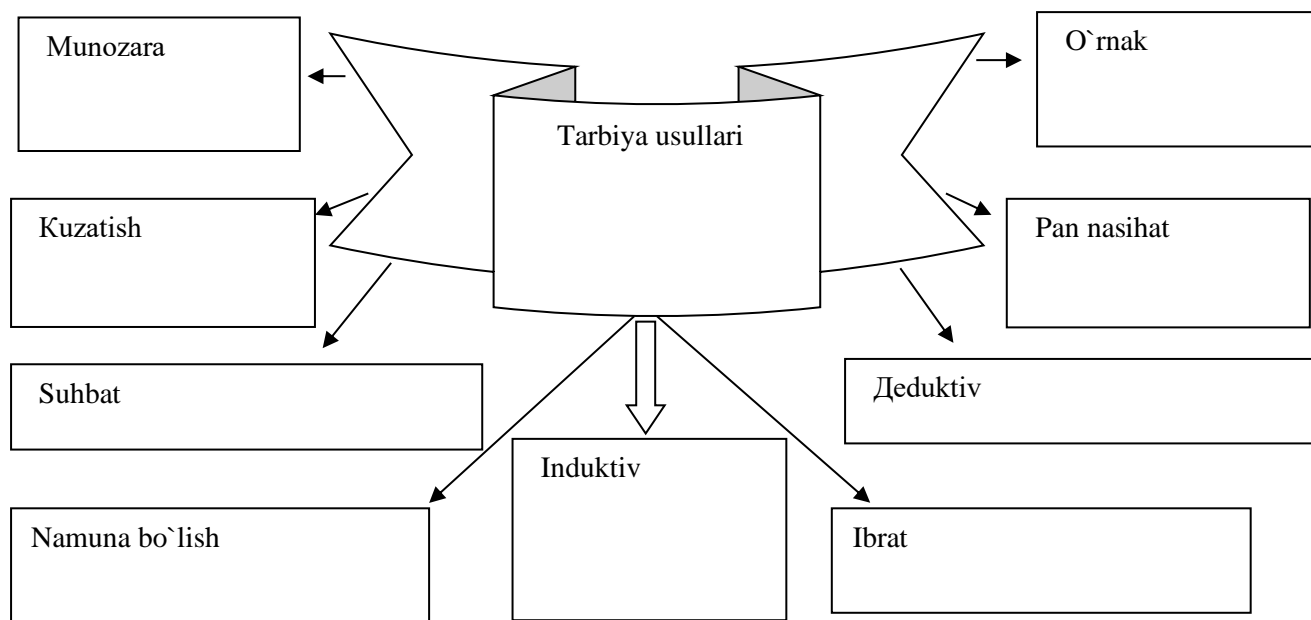 Munozara
O`rnak
Tarbiya usullari
Kuzatish
Pan nasihat
Suhbat
Дeduktiv
Induktiv
Namuna bo`lish
Ibrat